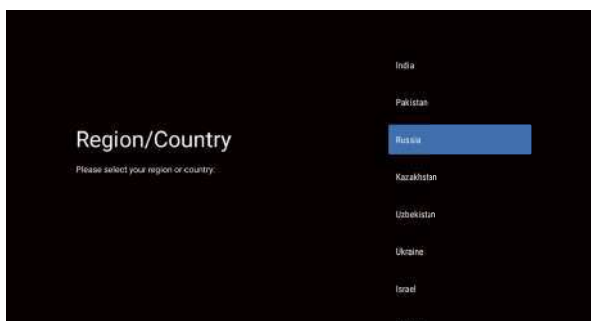 Region/Country
Please select your region or country:
India
Pakistan
Russia
Kazakhstan
Uzbekistan
Ukraine
Israel